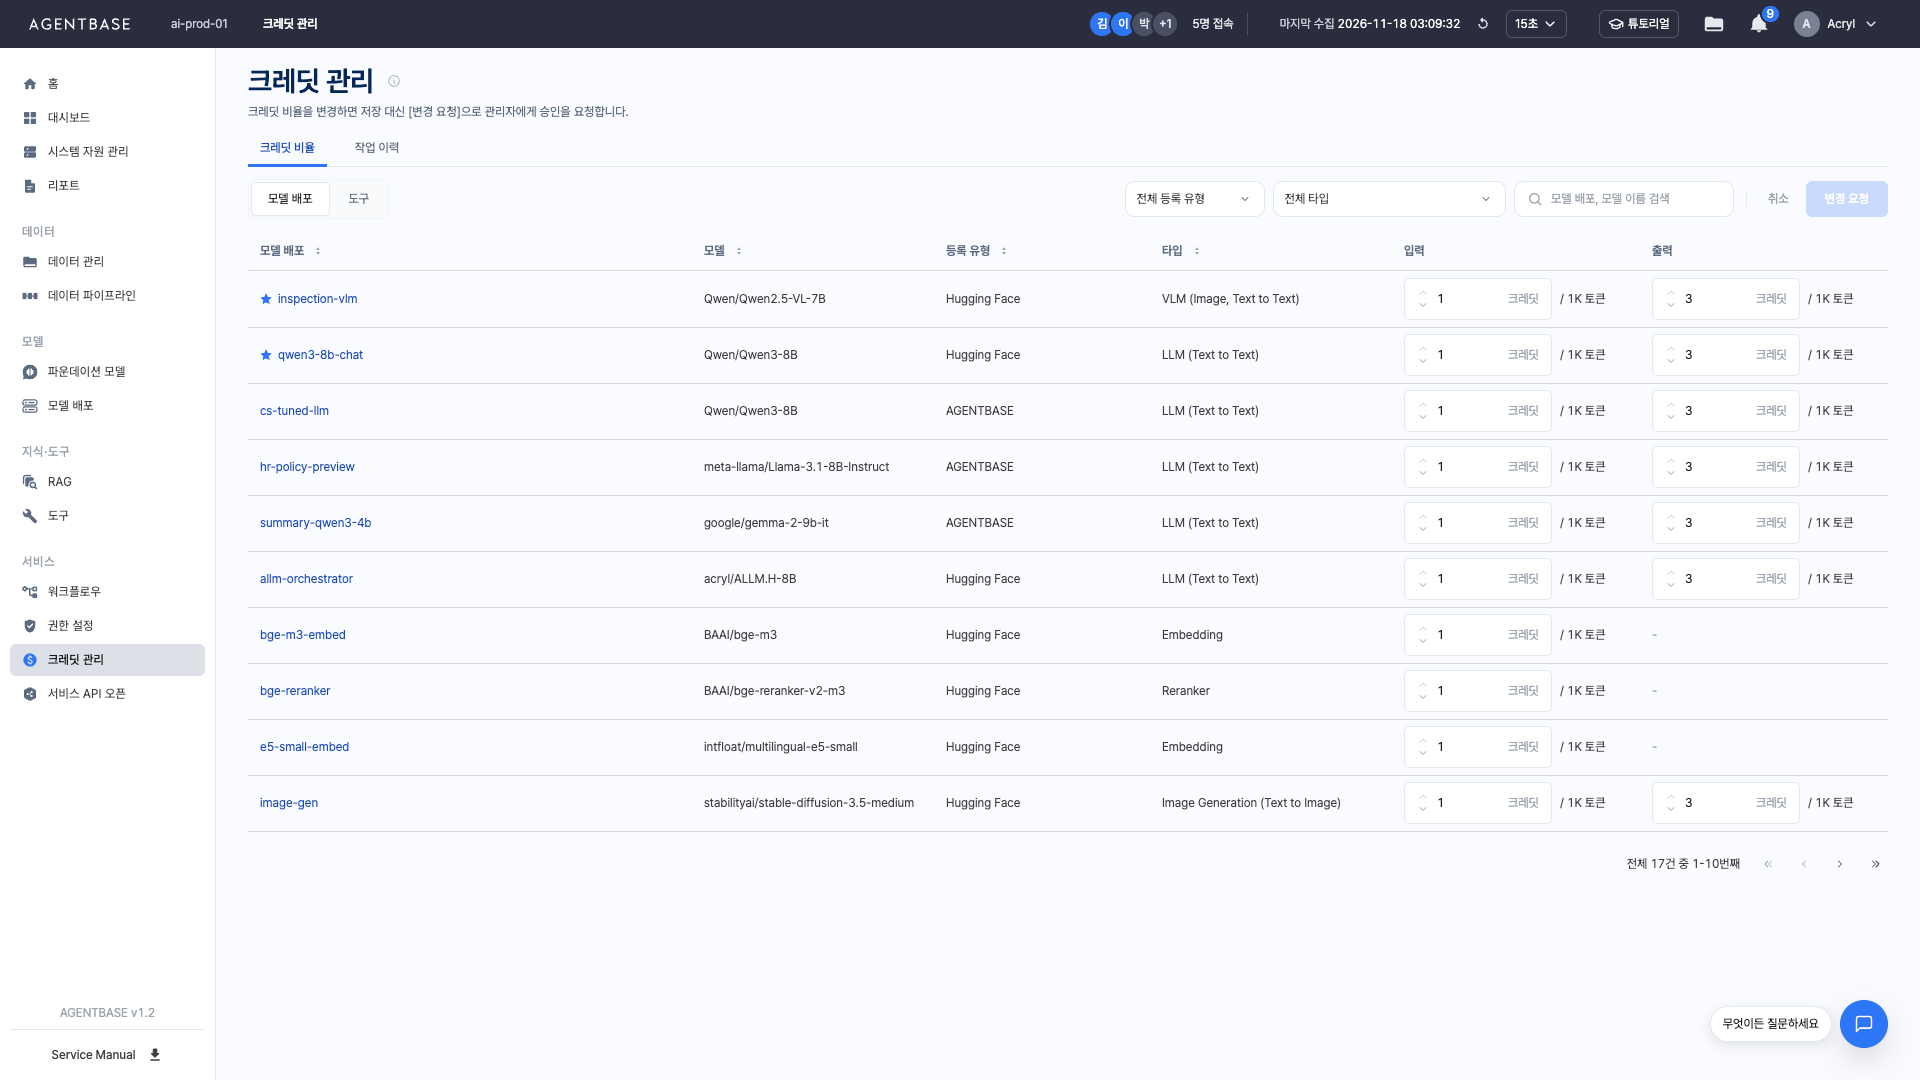 AGENTBASE
ai-prod-01
크레딧 관리
김 이 박 +1
5명 접속
마지막 수집 2026-11-18 03:09:32
15초
튜토리얼
9
A
Acryl
홈
대시보드
시스템 자원 관리
리포트
데이터
데이터 관리
데이터 파이프라인
모델
파운데이션 모델
모델 배포
지식·도구
RAG
도구
서비스
워크플로우
권한 설정
크레딧 관리
서비스 API 오픈
AGENTBASE v1.2
Service Manual
크레딧 관리
크레딧 비율을 변경하면 저장 대신 [변경 요청]으로 관리자에게 승인을 요청합니다.
크레딧 비율 작업 이력
모델 배포 도구
전체 등록 유형
전체 타입
모델 배포, 모델 이름 검색
취소
변경 요청
모델 배포 모델 등록 유형 타입 입력 출력
inspection-vlm Qwen/Qwen2.5-VL-7B Hugging Face VLM (Image, Text to Text) 1 크레딧 / 1K 토큰 3 크레딧 / 1K 토큰
qwen3-8b-chat Qwen/Qwen3-8B Hugging Face LLM (Text to Text) 1 크레딧 / 1K 토큰 3 크레딧 / 1K 토큰
cs-tuned-llm Qwen/Qwen3-8B AGENTBASE LLM (Text to Text) 1 크레딧 / 1K 토큰 3 크레딧 / 1K 토큰
hr-policy-preview meta-llama/Llama-3.1-8B-Instruct AGENTBASE LLM (Text to Text) 1 크레딧 / 1K 토큰 3 크레딧 / 1K 토큰
summary-qwen3-4b google/gemma-2-9b-it AGENTBASE LLM (Text to Text) 1 크레딧 / 1K 토큰 3 크레딧 / 1K 토큰
allm-orchestrator acryl/ALLM.H-8B Hugging Face LLM (Text to Text) 1 크레딧 / 1K 토큰 3 크레딧 / 1K 토큰
bge-m3-embed BAAI/bge-m3 Hugging Face Embedding 1 크레딧 / 1K 토큰 -
bge-reranker BAAI/bge-reranker-v2-m3 Hugging Face Reranker 1 크레딧 / 1K 토큰 -
e5-small-embed intfloat/multilingual-e5-small Hugging Face Embedding 1 크레딧 / 1K 토큰 -
image-gen stabilityai/stable-diffusion-3.5-medium Hugging Face Image Generation (Text to Image) 1 크레딧 / 1K 토큰 3 크레딧 / 1K 토큰
전체 17건 중 1-10번째
무엇이든 질문하세요